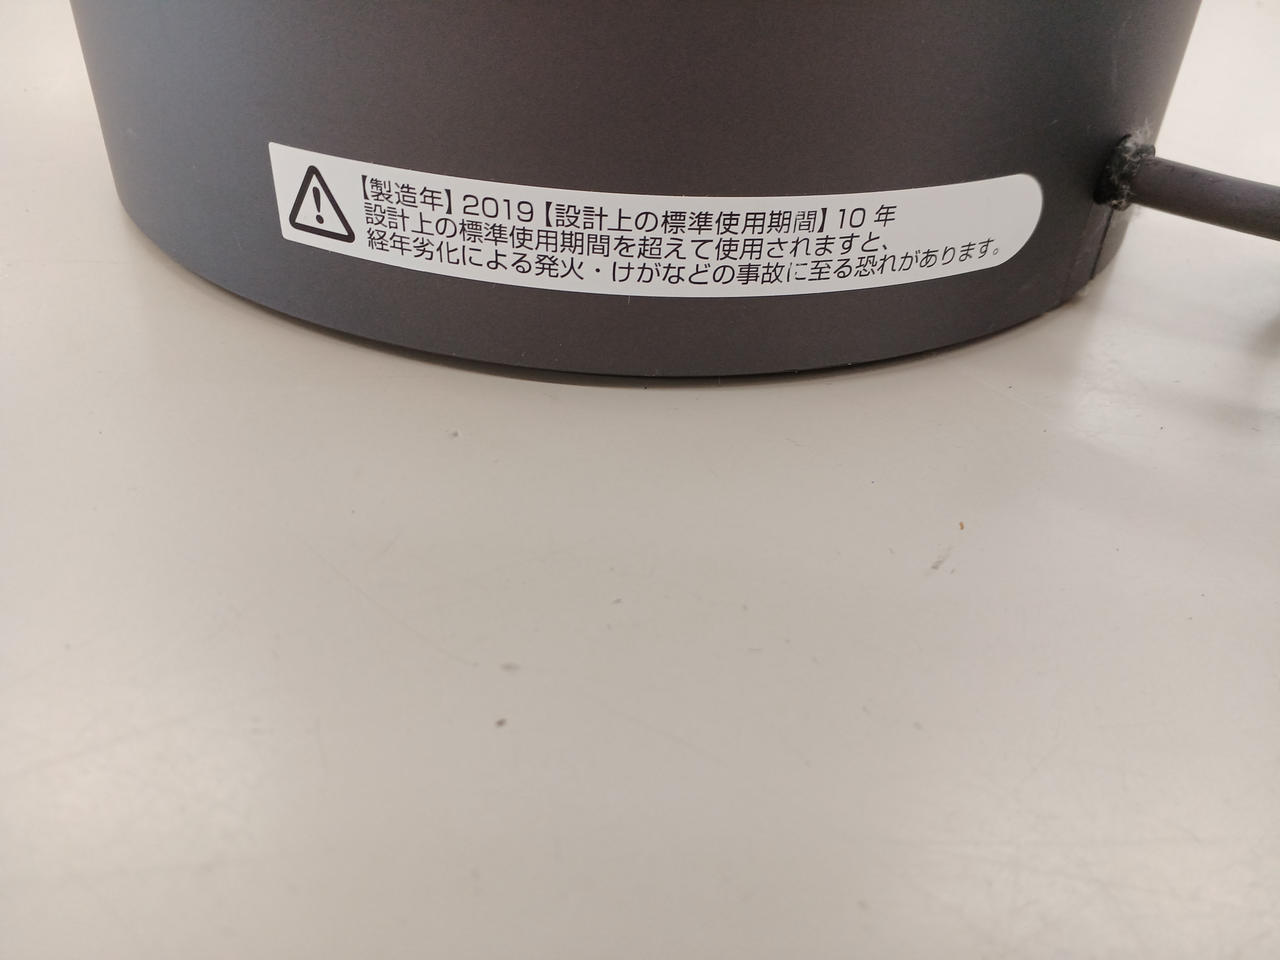 【製造年】2019【設計上の標準使用期間】10 年
設計上の標準使用期間を超えて使用されますと、
経年劣化による発火・けがなどの事故に至る恐れがあります。